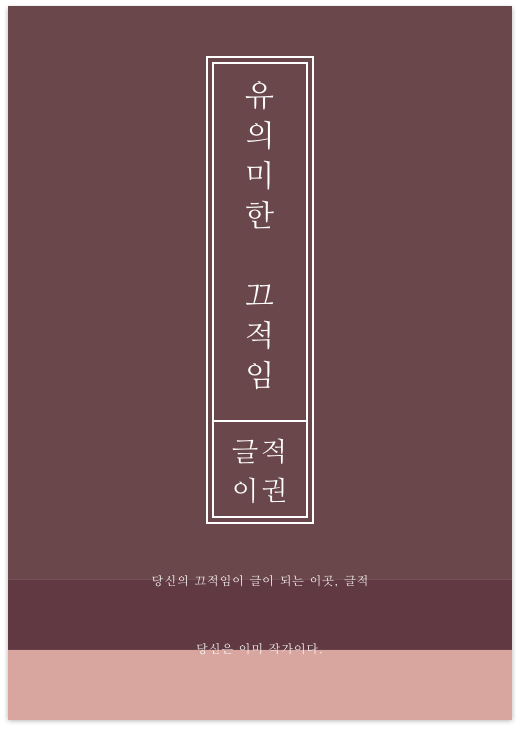 유의미한 끄적임
글적
이권
당신의 끄적임이 글이 되는 이곳, 글적
당신은 이미 작가이다.